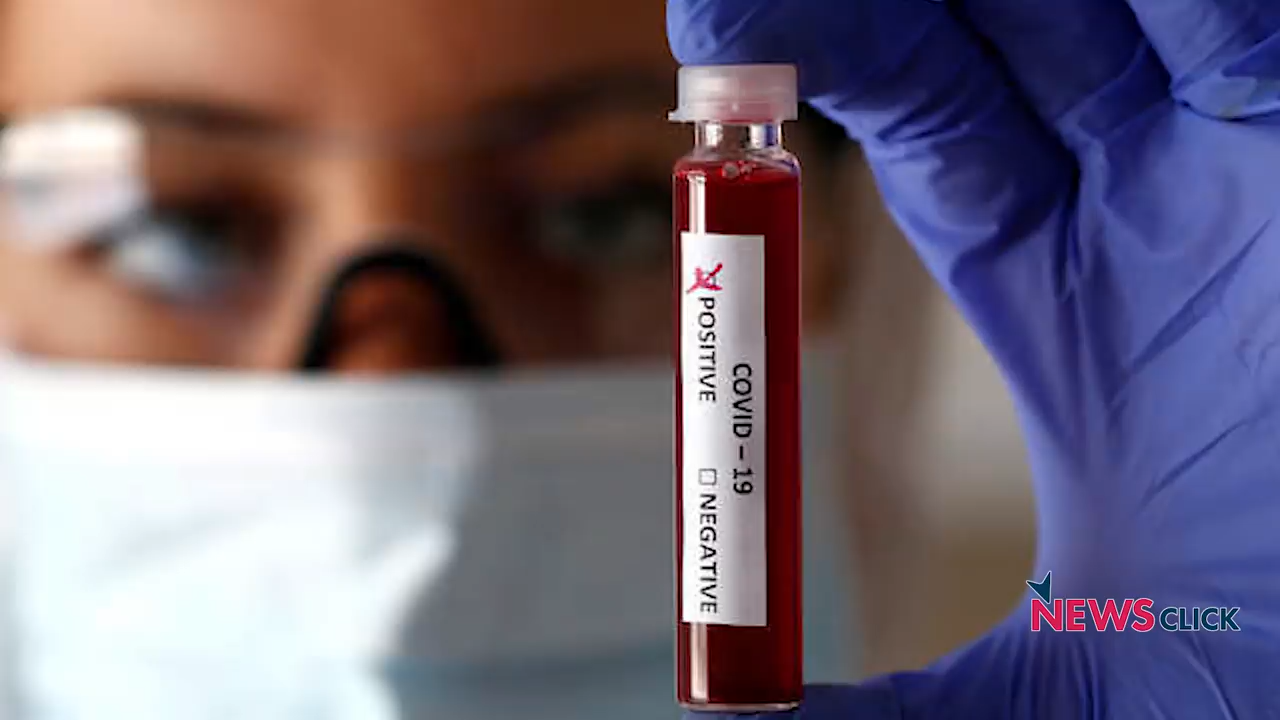 COVID – 19
☒ POSITIVE ☐ NEGATIVE
NEWSCLICK